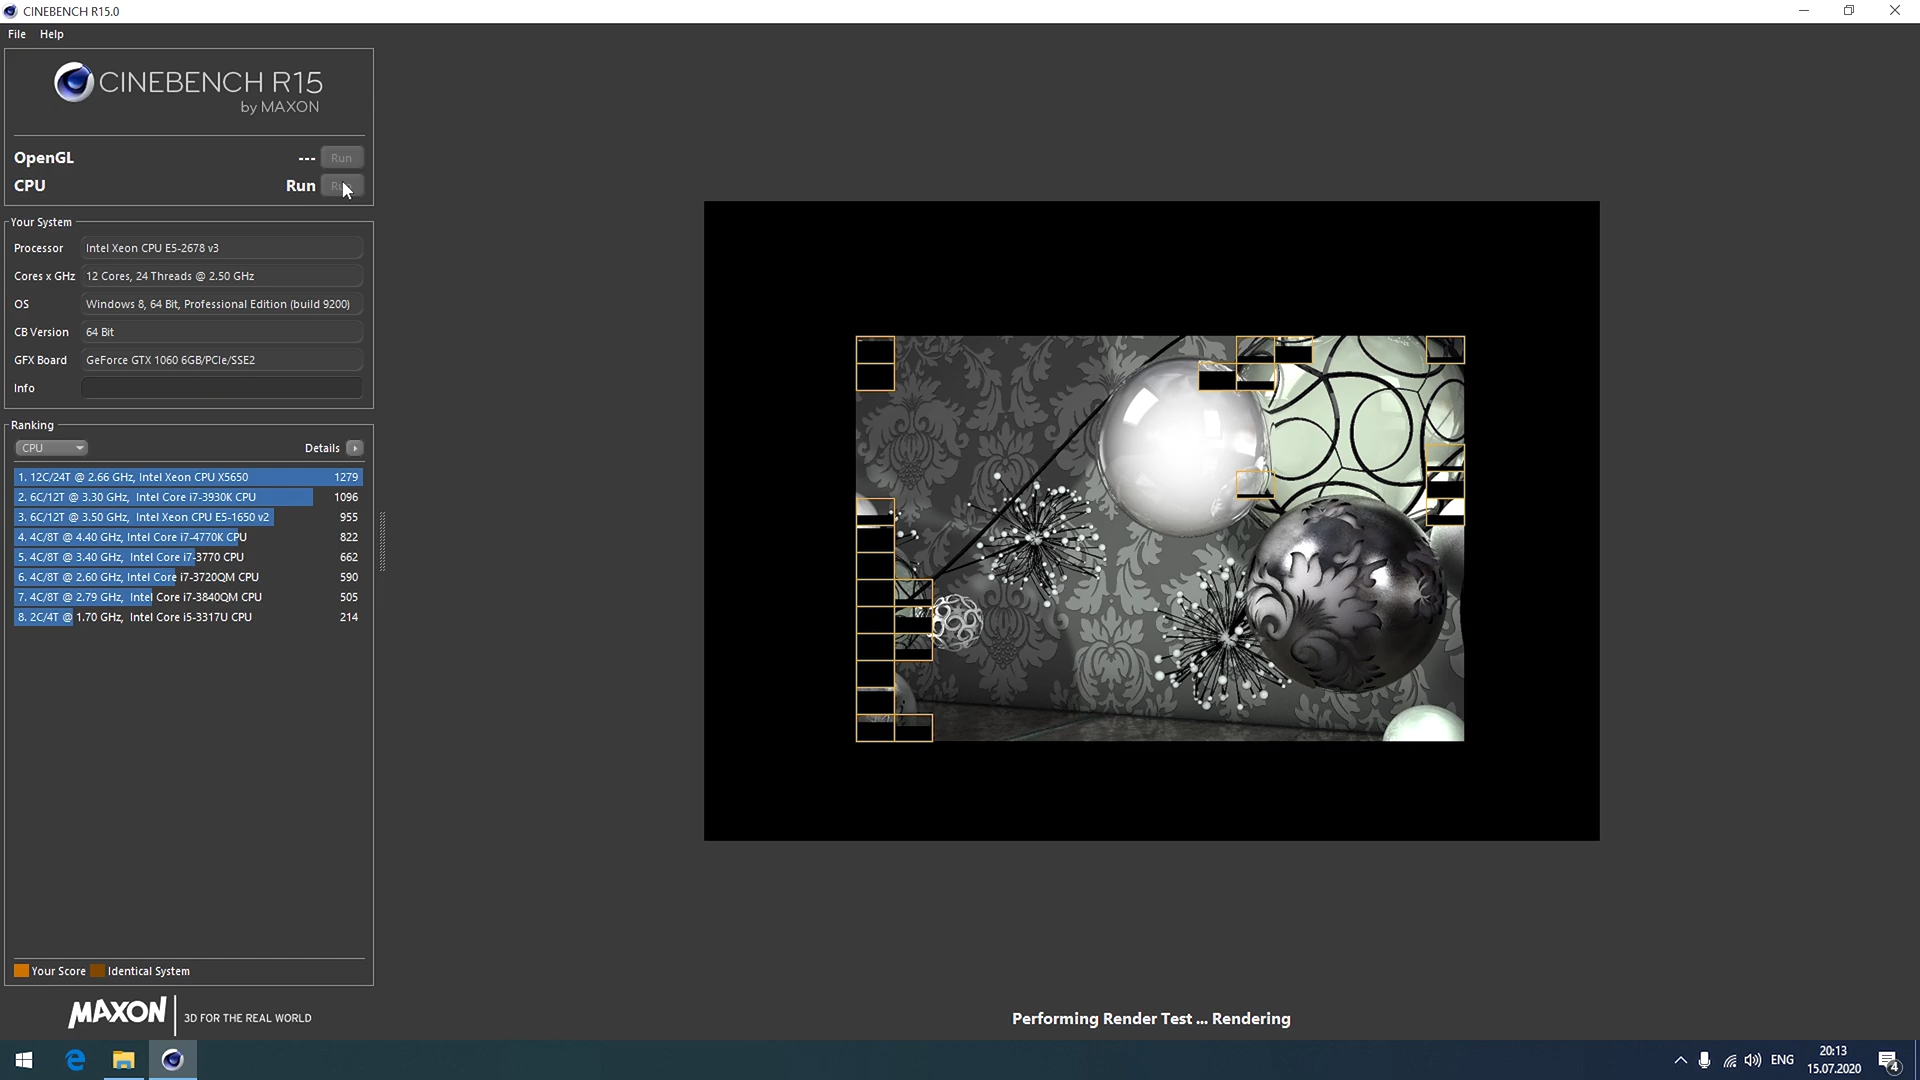 CINEBENCH R15.0
File Help
CINEBENCH R15
by MAXON
OpenGL --- Run
CPU Run
Your System
Processor Intel Xeon CPU E5-2678 v3
Cores x GHz 12 Cores, 24 Threads @ 2.50 GHz
OS Windows 8, 64 Bit, Professional Edition (build 9200)
CB Version 64 Bit
GFX Board GeForce GTX 1060 6GB/PCIe/SSE2
Info
Ranking
CPU Details
1. 12C/24T @ 2.66 GHz, Intel Xeon CPU X5650 1279
2. 6C/12T @ 3.30 GHz, Intel Core i7-3930K CPU 1096
3. 6C/12T @ 3.50 GHz, Intel Xeon CPU E5-1650 v2 955
4. 4C/8T @ 4.40 GHz, Intel Core i7-4770K CPU 822
5. 4C/8T @ 3.40 GHz, Intel Core i7-3770 CPU 662
6. 4C/8T @ 2.60 GHz, Intel Core i7-3720QM CPU 590
7. 4C/8T @ 2.79 GHz, Intel Core i7-3840QM CPU 505
8. 2C/4T @ 1.70 GHz, Intel Core i5-3317U CPU 214
Your Score Identical System
MAXON 3D FOR THE REAL WORLD
Performing Render Test ... Rendering
ENG
20:13
15.07.2020
4